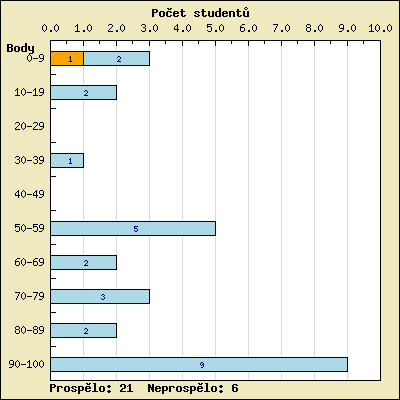 Počet studentů
0.0 1.0 2.0 3.0 4.0 5.0 6.0 7.0 8.0 9.0 10.0
Body
0-9 1 2
10-19 2
20-29
30-39 1
40-49
50-59 5
60-69 2
70-79 3
80-89 2
90-100 9
Prospělo: 21 Neprospělo: 6